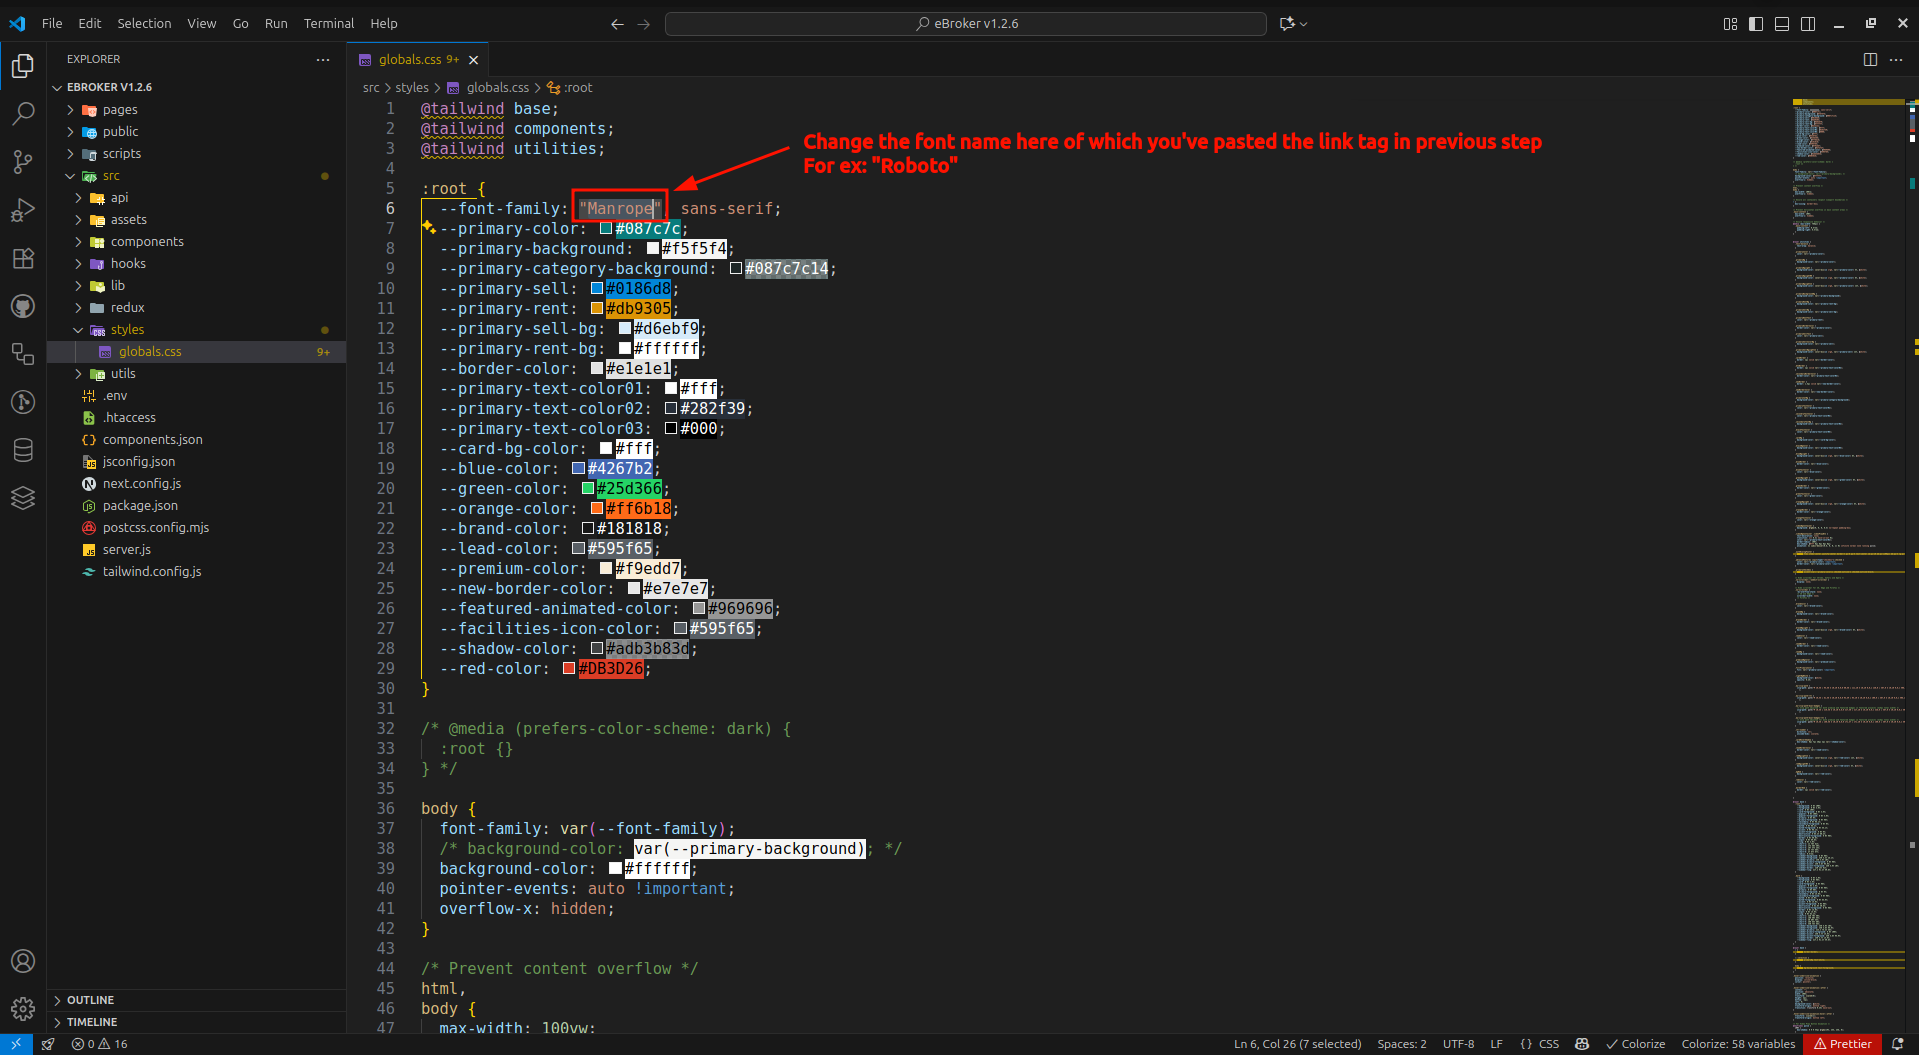 File Edit Selection View Go Run Terminal Help
eBroker v1.2.6
EXPLORER
EBROKER V1.2.6
pages
public
scripts
src
api
assets
components
hooks
lib
redux
styles
globals.css 9+
utils
.env
.htaccess
components.json
jsconfig.json
next.config.js
package.json
postcss.config.mjs
server.js
tailwind.config.js
OUTLINE
TIMELINE
globals.css 9+
src > styles > globals.css > :root
1 @tailwind base;
2 @tailwind components;
3 @tailwind utilities;
4
5 :root {
6 --font-family: "Manrope", sans-serif;
7 --primary-color: #087c7c;
8 --primary-background: #f5f5f4;
9 --primary-category-background: #087c7c14;
10 --primary-sell: #0186d8;
11 --primary-rent: #db9305;
12 --primary-sell-bg: #d6ebf9;
13 --primary-rent-bg: #ffffff;
14 --border-color: #e1e1e1;
15 --primary-text-color01: #fff;
16 --primary-text-color02: #282f39;
17 --primary-text-color03: #000;
18 --card-bg-color: #fff;
19 --blue-color: #4267b2;
20 --green-color: #25d366;
21 --orange-color: #ff6b18;
22 --brand-color: #181818;
23 --lead-color: #595f65;
24 --premium-color: #f9edd7;
25 --new-border-color: #e7e7e7;
26 --featured-animated-color: #969696;
27 --facilities-icon-color: #595f65;
28 --shadow-color: #adb3b83d;
29 --red-color: #DB3D26;
30 }
31
32 /* @media (prefers-color-scheme: dark) {
33 :root {}
34 } */
35
36 body {
37 font-family: var(--font-family);
38 /* background-color: var(--primary-background); */
39 background-color: #ffffff;
40 pointer-events: auto !important;
41 overflow-x: hidden;
42 }
43
44 /* Prevent content overflow */
45 html,
46 body {
47 max-width: 100vw;
Change the font name here of which you've pasted the link tag in previous step
For ex: "Roboto"
0 16
Ln 6, Col 26 (7 selected) Spaces: 2 UTF-8 LF {} CSS Colorize Colorize: 58 variables Prettier